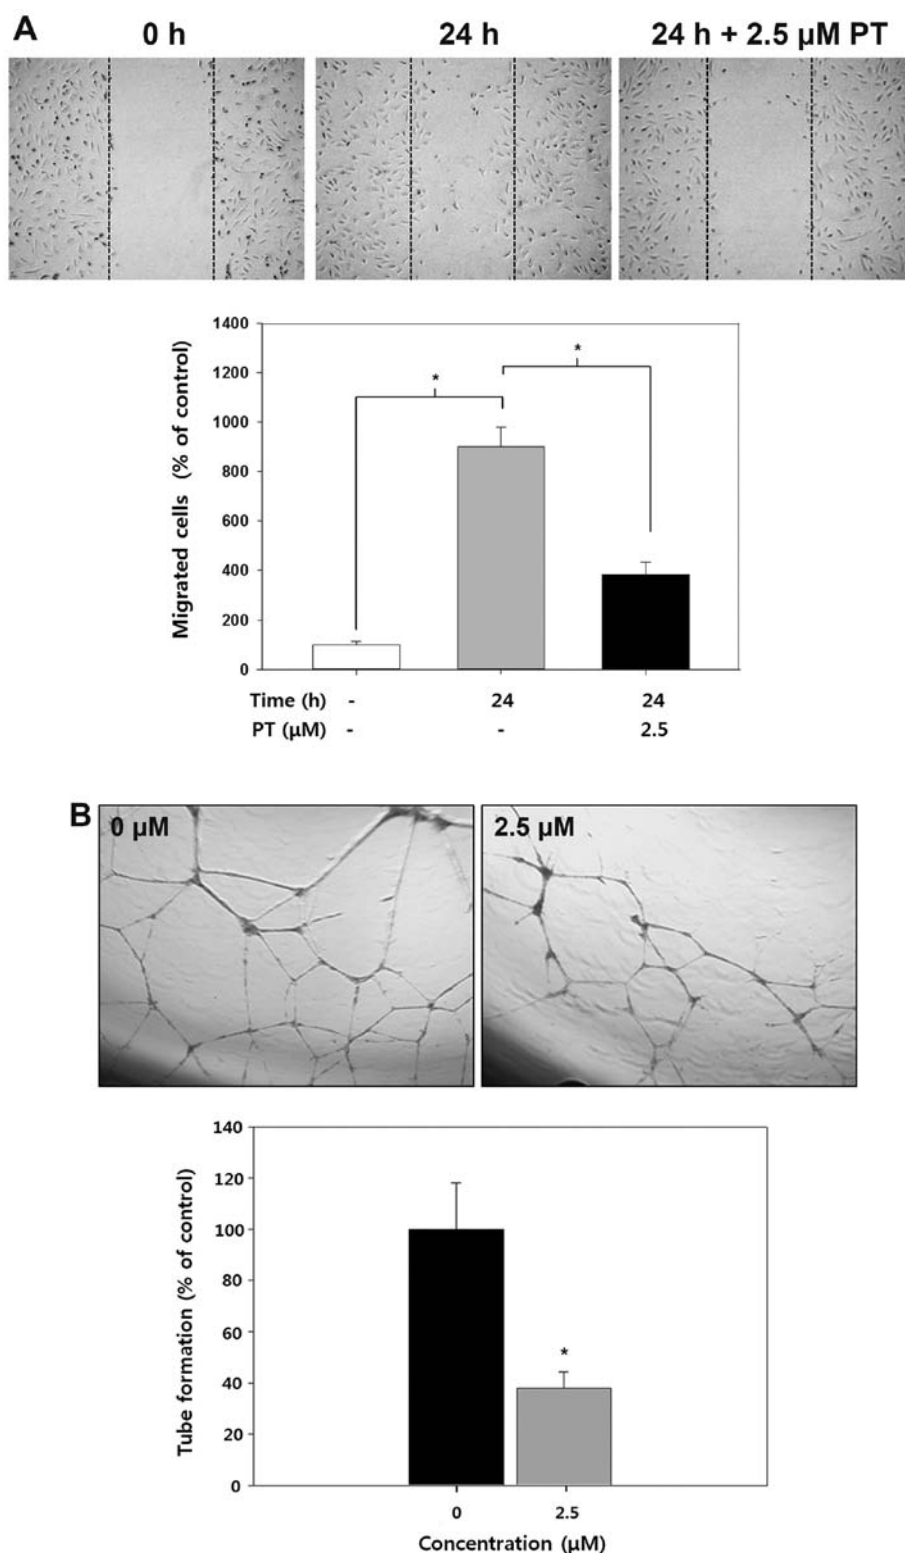 A
0 h 24 h 24 h + 2.5 µM PT
Migrated cells (% of control)
1400
1200
1000
800
600
400
200
0
*
*
Time (h) - 24 24
PT (µM) - - 2.5
B
0 µM 2.5 µM
Tube formation (% of control)
140
120
100
80
60
40
20
0
*
0 2.5
Concentration (µM)